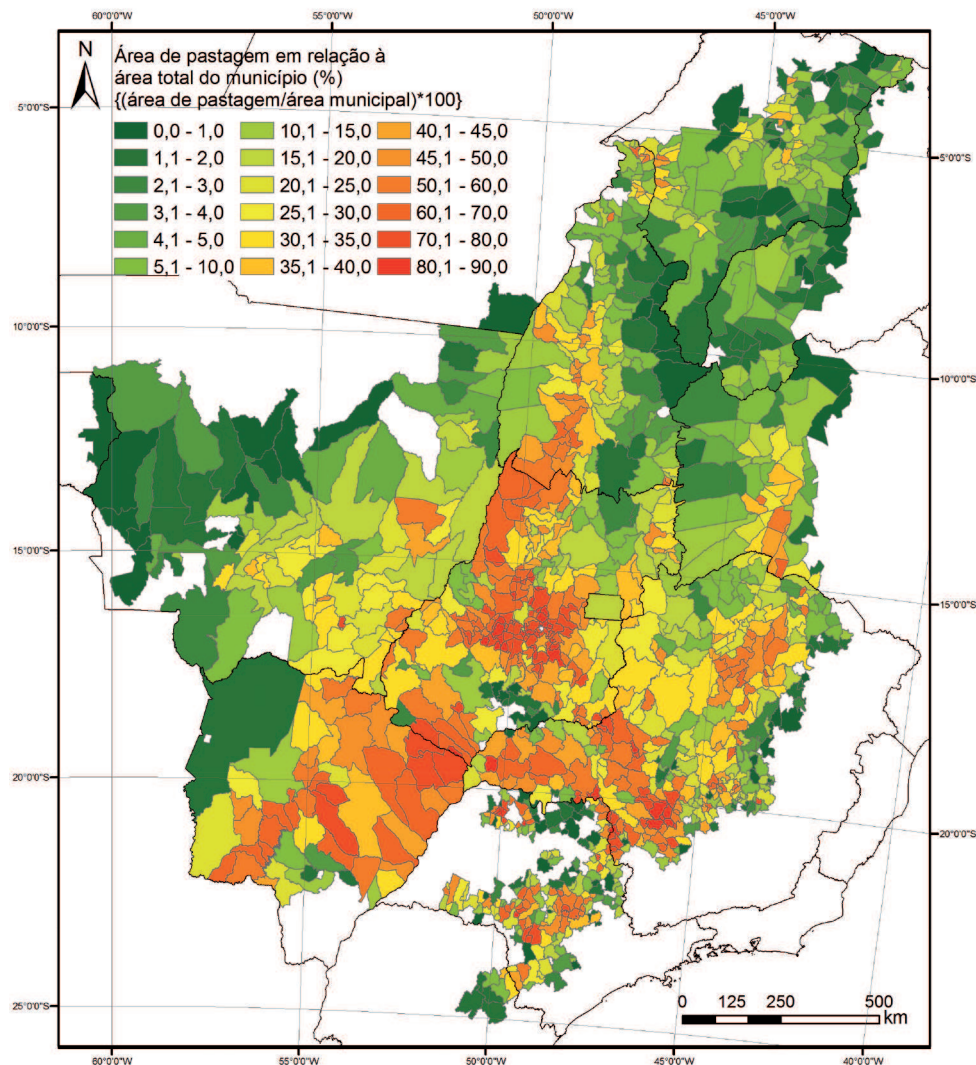 60°0'0"W 55°0'0"W 50°0'0"W 45°0'0"W
N
Área de pastagem em relação à
área total do município (%)
{(área de pastagem/área municipal)*100}
0,0 - 1,0 10,1 - 15,0 40,1 - 45,0
1,1 - 2,0 15,1 - 20,0 45,1 - 50,0
2,1 - 3,0 20,1 - 25,0 50,1 - 60,0
3,1 - 4,0 25,1 - 30,0 60,1 - 70,0
4,1 - 5,0 30,1 - 35,0 70,1 - 80,0
5,1 - 10,0 35,1 - 40,0 80,1 - 90,0
5°0'0"S
5°0'0"S
10°0'0"S
10°0'0"S
15°0'0"S
15°0'0"S
20°0'0"S
20°0'0"S
25°0'0"S
0 125 250 500
km
60°0'0"W 55°0'0"W 50°0'0"W 45°0'0"W 40°0'0"W